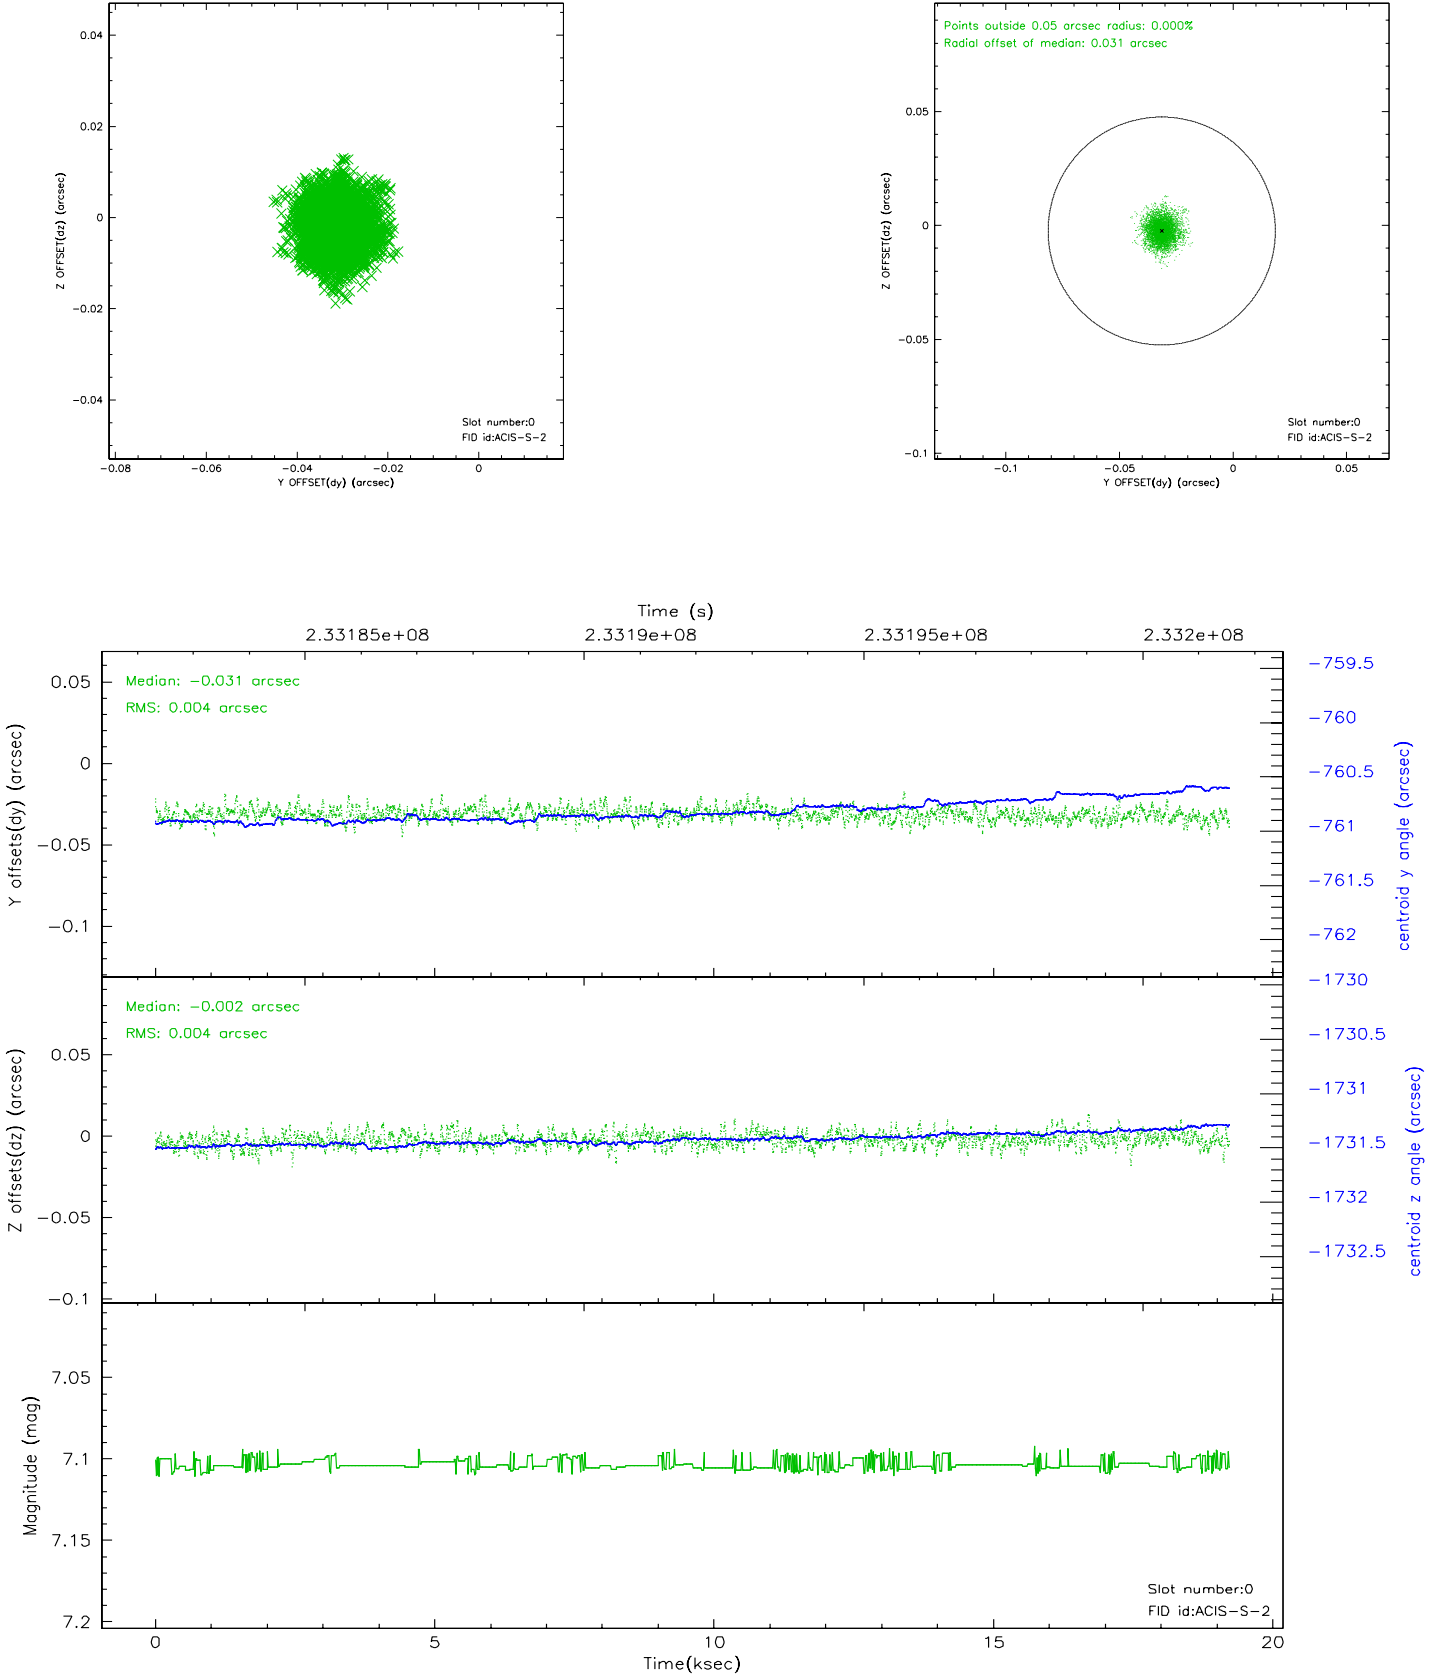 0.04
0.02
0
−0.02
−0.04
Z OFFSET(dz) (arcsec)
Slot number:0
FID id:ACIS−S−2
−0.08
−0.06
−0.04
−0.02
0
Y OFFSET(dy) (arcsec)
Points outside 0.05 arcsec radius: 0.000%
Radial offset of median: 0.031 arcsec
0.05
0
−0.05
−0.1
Z OFFSET(dz) (arcsec)
Slot number:0
FID id:ACIS−S−2
−0.1
−0.05
0
0.05
Y OFFSET(dy) (arcsec)
Time (s)
2.33185e+08
2.3319e+08
2.33195e+08
2.332e+08
Median: −0.031 arcsec
RMS: 0.004 arcsec
0.05
0
−0.05
−0.1
Y offsets(dy) (arcsec)
−759.5
−760
−760.5
−761
−761.5
−762
centroid y angle (arcsec)
Median: −0.002 arcsec
RMS: 0.004 arcsec
0.05
0
−0.05
−0.1
Z offsets(dz) (arcsec)
−1730
−1730.5
−1731
−1731.5
−1732
−1732.5
centroid z angle (arcsec)
7.05
7.1
7.15
7.2
Magnitude (mag)
Slot number:0
FID id:ACIS−S−2
0
5
10
15
20
Time(ksec)